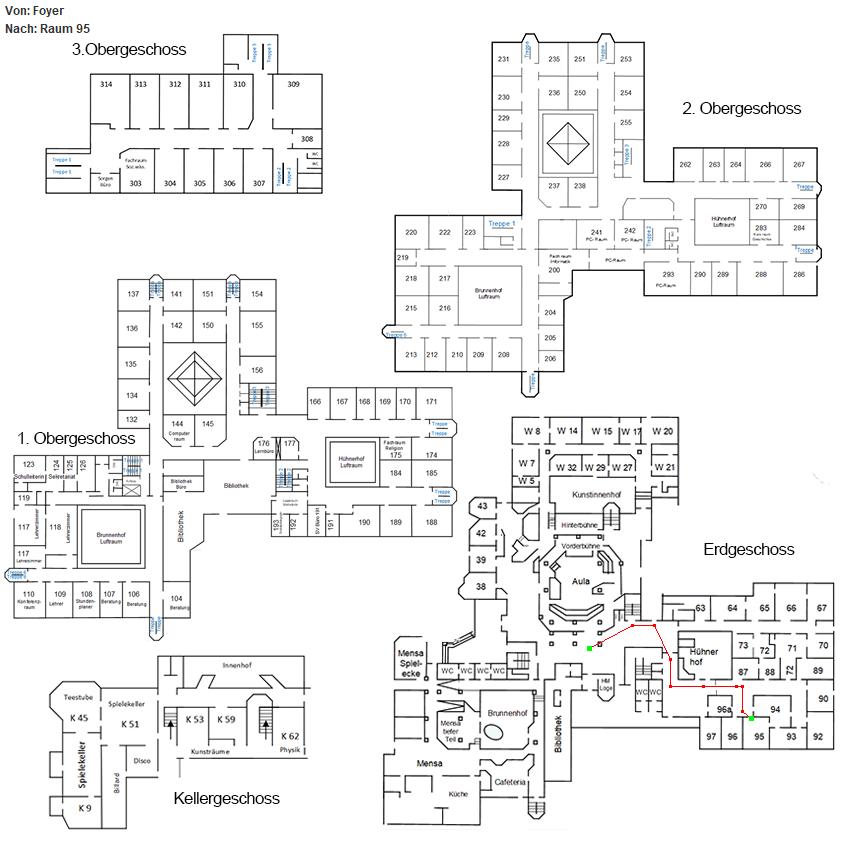 Von: Foyer
Nach: Raum 95
3.Obergeschoss
314
313
312
311
310
309
308
WC
WC
Treppe 1
Treppe 1
Sorgen
Büro
Fachraum
303
304
305
306
307
2. Obergeschoss
231
235
251
253
230
236
250
254
229
255
228
227
237
238
262
263
264
266
267
Treppe
270
269
Hühnerhof
Luftraum
283
284
Treppe
220
222
223
Treppe 1
241
PC- Raum
242
PC- Raum
Treppe 2
219
Fach raum
Informatik
200
PC-Raum
218
217
Brunnenhof
Luftraum
293
PC-Raum
290
289
288
286
215
216
204
205
213
212
210
209
208
206
Treppe
1. Obergeschoss
137
141
151
154
136
142
150
155
135
156
134
132
144
Computer
raum
145
166
167
168
169
170
171
Treppe
Treppe
176
Lernbüro
177
Hühnerhof
Luftraum
Fachraum
Religion
175
174
184
185
Treppe
Treppe
123
Schulleiterin
124
125
126
Sekretariat
Bibliothek
Büro
Bibliothek
119
Lehrerzimmer
118
Lehrerzimmer
Brunnenhof
Luftraum
Bibliothek
193
192
SV Büro 191
191
190
189
188
117
Lehrerzimmer
110
Konferenz-
raum
109
Lehrer
108
Stunden-
planer
107
Beratung
106
Beratung
104
Beratung
Erdgeschoss
W 8
W 14
W 15
W 17
W 20
W 7
W 32
W 29
W 27
W 21
W 5
Kunstinnenhof
43
42
39
38
Hinterbühne
Vorderbühne
Aula
63
64
65
66
67
Hühner
hof
73
72
71
70
87
88
72
89
90
Mensa
Spiel-
ecke
WC
WC
WC
WC
WC
WC
HM
Loge
96a
94
97
96
95
93
92
Mensa
tiefer
Teil
Brunnenhof
Bibliothek
Mensa
Küche
Cafeteria
Innenhof
Teestube
K 45
Spielekeller
K 51
K 53
K 59
K 62
Physik
Kunsträume
Disco
Spielekeller
Billard
K 9
Kellergeschoss